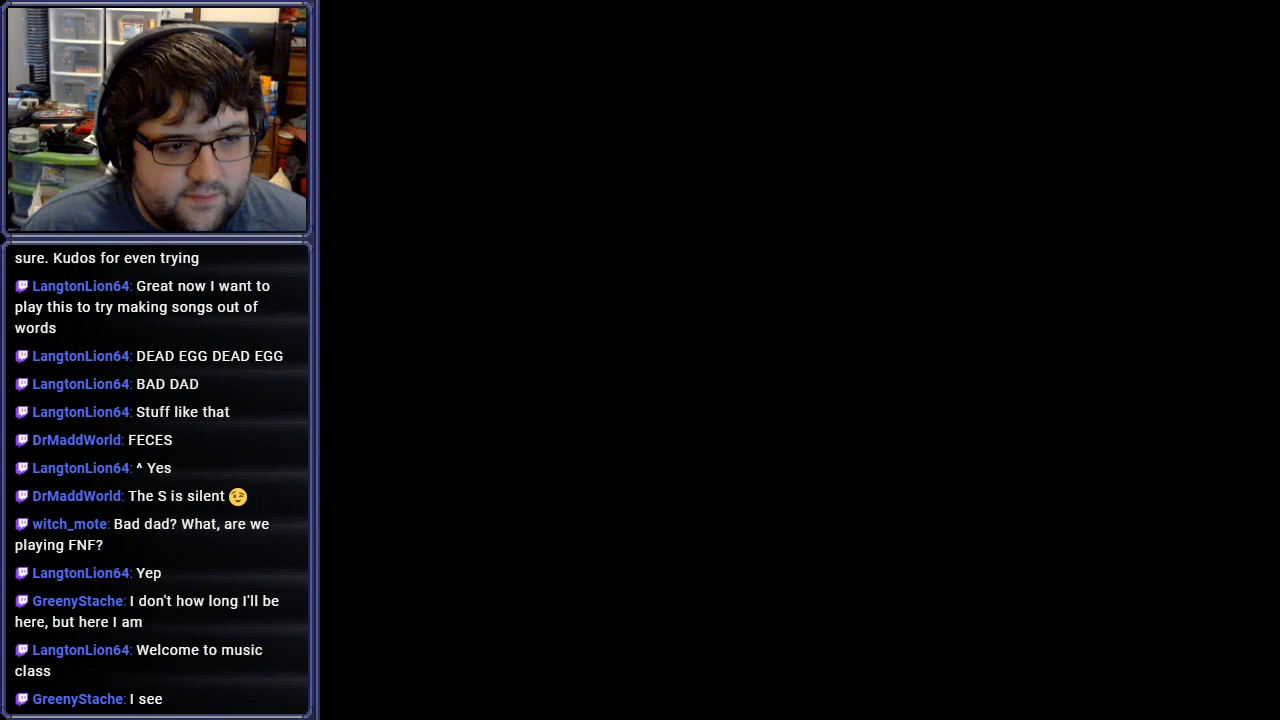 sure. Kudos for even trying
LangtonLion64: Great now I want to
play this to try making songs out of
words
LangtonLion64: DEAD EGG DEAD EGG
LangtonLion64: BAD DAD
LangtonLion64: Stuff like that
DrMaddWorld: FECES
LangtonLion64: ^ Yes
DrMaddWorld: The S is silent 😉
witch_mote: Bad dad? What, are we
playing FNF?
LangtonLion64: Yep
GreenyStache: I don't how long I'll be
here, but here I am
LangtonLion64: Welcome to music
class
GreenyStache: I see